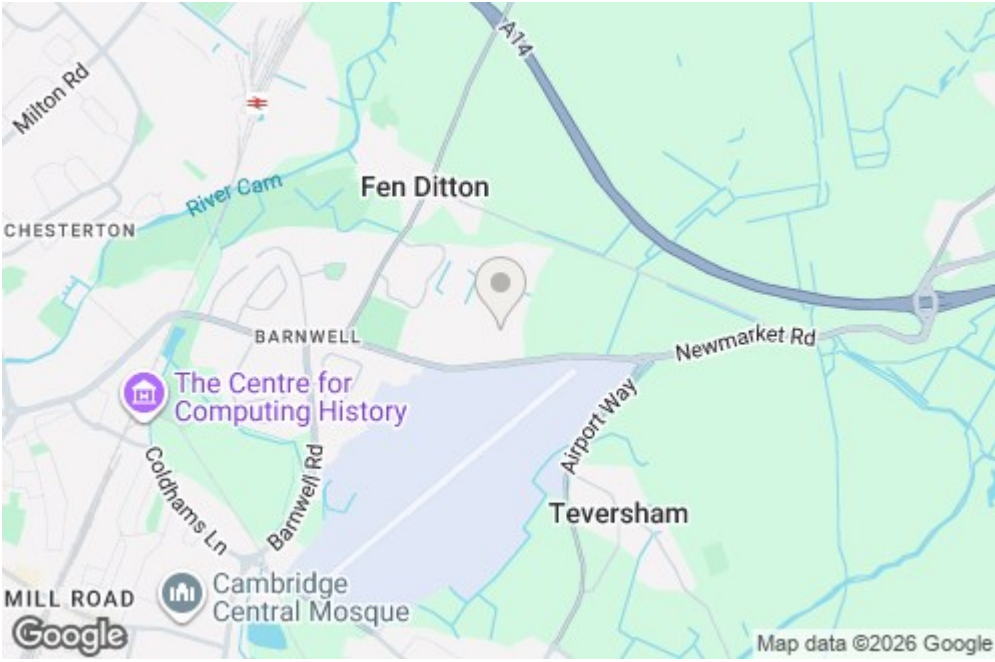 A14
Milton Rd
River Cam
Fen Ditton
CHESTERTON
BARNWELL
Newmarket Rd
The Centre for
Computing History
Airport Way
Coldhams Ln
Barnwell Rd
Teversham
Cambridge
Central Mosque
MILL ROAD
Google
Map data ©2026 Google